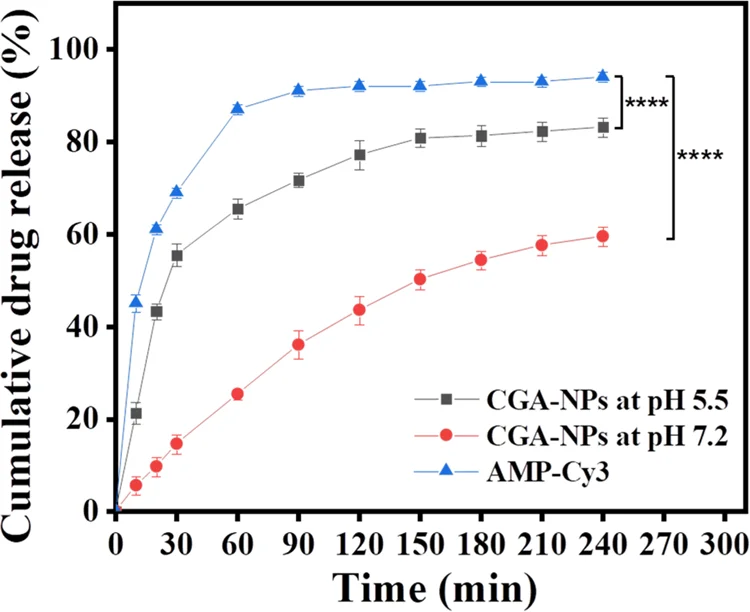 Cumulative drug release (%)
100
80
60
40
20
0
****
****
CGA-NPs at pH 5.5
CGA-NPs at pH 7.2
AMP-Cy3
0 30 60 90 120 150 180 210 240 270 300
Time (min)